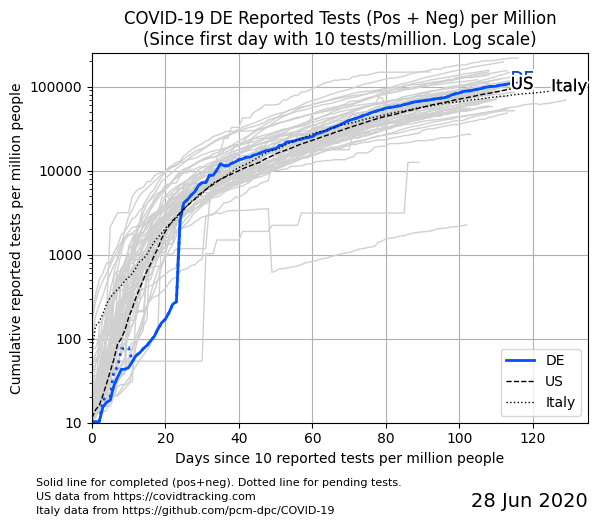 COVID-19 DE Reported Tests (Pos + Neg) per Million
(Since first day with 10 tests/million. Log scale)
Cumulative reported tests per million people
100000
10000
1000
100
10
DE
US
Italy
DE
US
Italy
0 20 40 60 80 100 120
Days since 10 reported tests per million people
Solid line for completed (pos+neg). Dotted line for pending tests.
US data from https://covidtracking.com
Italy data from https://github.com/pcm-dpc/COVID-19
28 Jun 2020